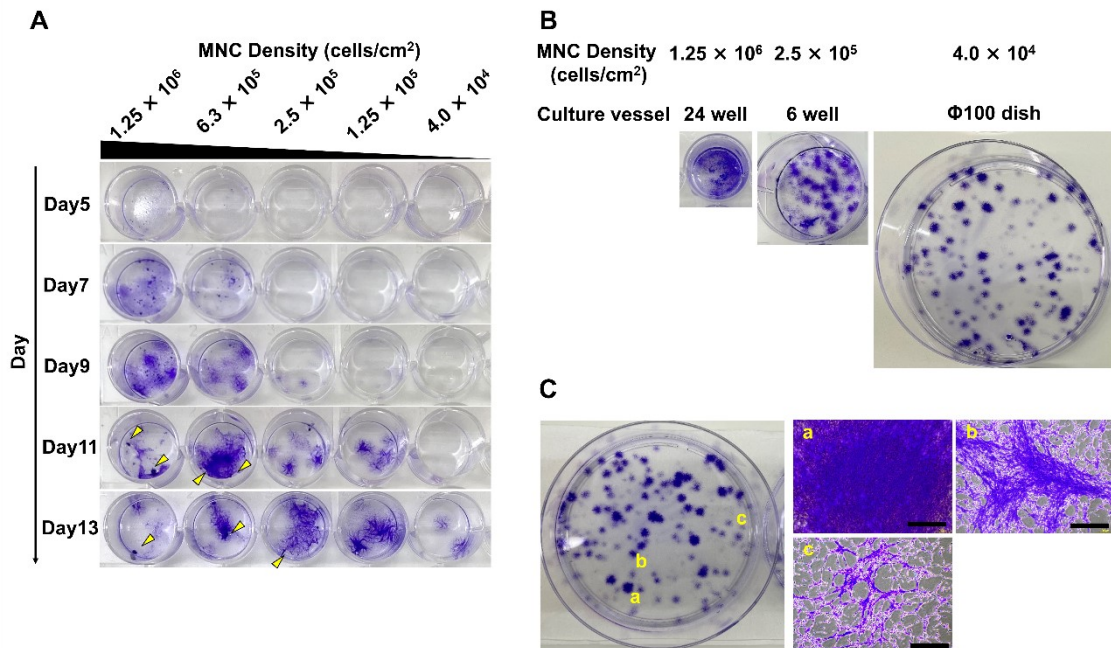 A
MNC Density (cells/cm²)
1.25 × 10⁶
6.3 × 10⁵
2.5 × 10⁵
1.25 × 10⁵
4.0 × 10⁴
Day
Day5
Day7
Day9
Day11
Day13
B
MNC Density 1.25 × 10⁶ 2.5 × 10⁵ 4.0 × 10⁴
(cells/cm²)
Culture vessel 24 well 6 well Φ100 dish
C
c
b
a
a
b
c